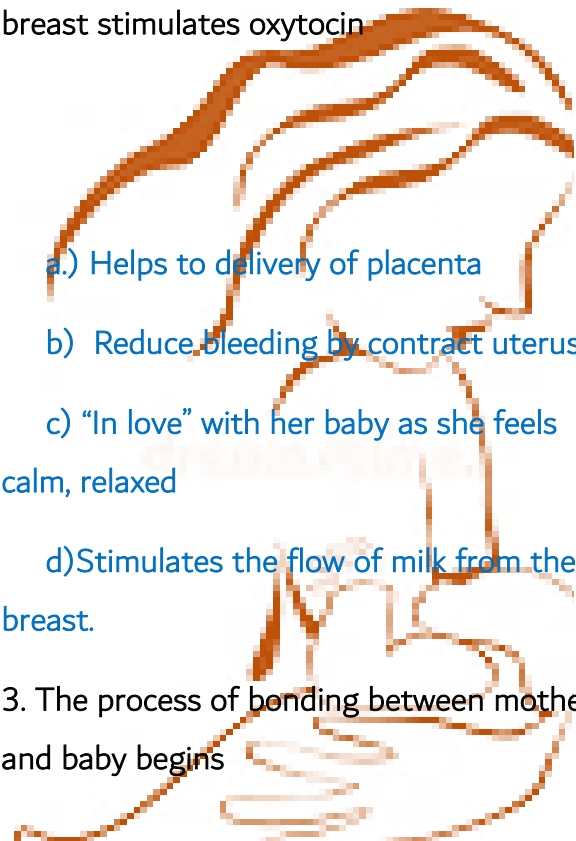 breast stimulates oxytocin
a.) Helps to delivery of placenta
b) Reduce bleeding by contract uterus
c) “In love” with her baby as she feels
calm, relaxed
d)Stimulates the flow of milk from the
breast.
3. The process of bonding between mothe
and baby begins